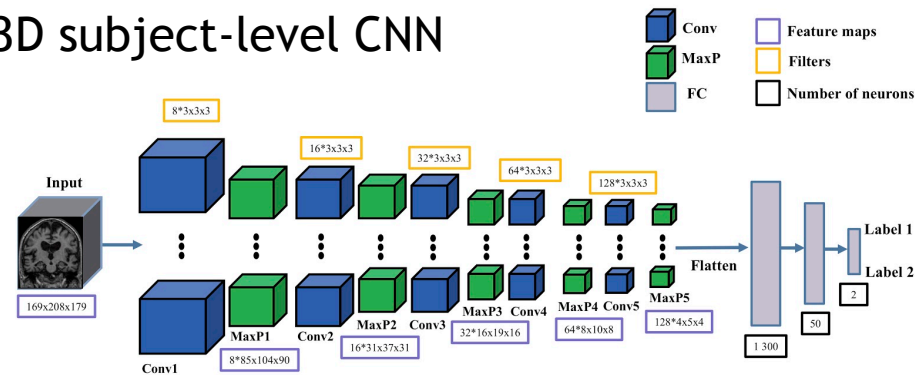 3D subject-level CNN
Conv
MaxP
FC
Feature maps
Filters
Number of neurons
8*3x3x3
16*3x3x3
32*3x3x3
64*3x3x3
128*3x3x3
Input
169x208x179
Conv1
MaxP1
8*85x104x90
Conv2
MaxP2
16*31x37x31
Conv3
MaxP3
32*16x19x16
Conv4
MaxP4
64*8x10x8
Conv5
MaxP5
128*4x5x4
Flatten
1 300
50
2
Label 1
Label 2